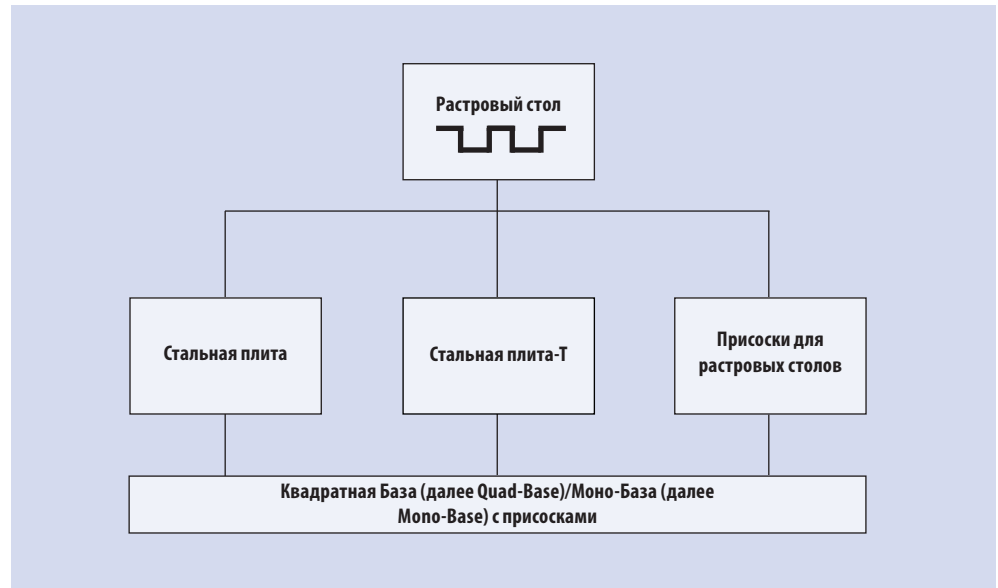 Растровый стол
Стальная плита
Стальная плита-Т
Присоски для
растровых столов
Квадратная База (далее Quad-Base)/Моно-База (далее
Mono-Base) с присосками